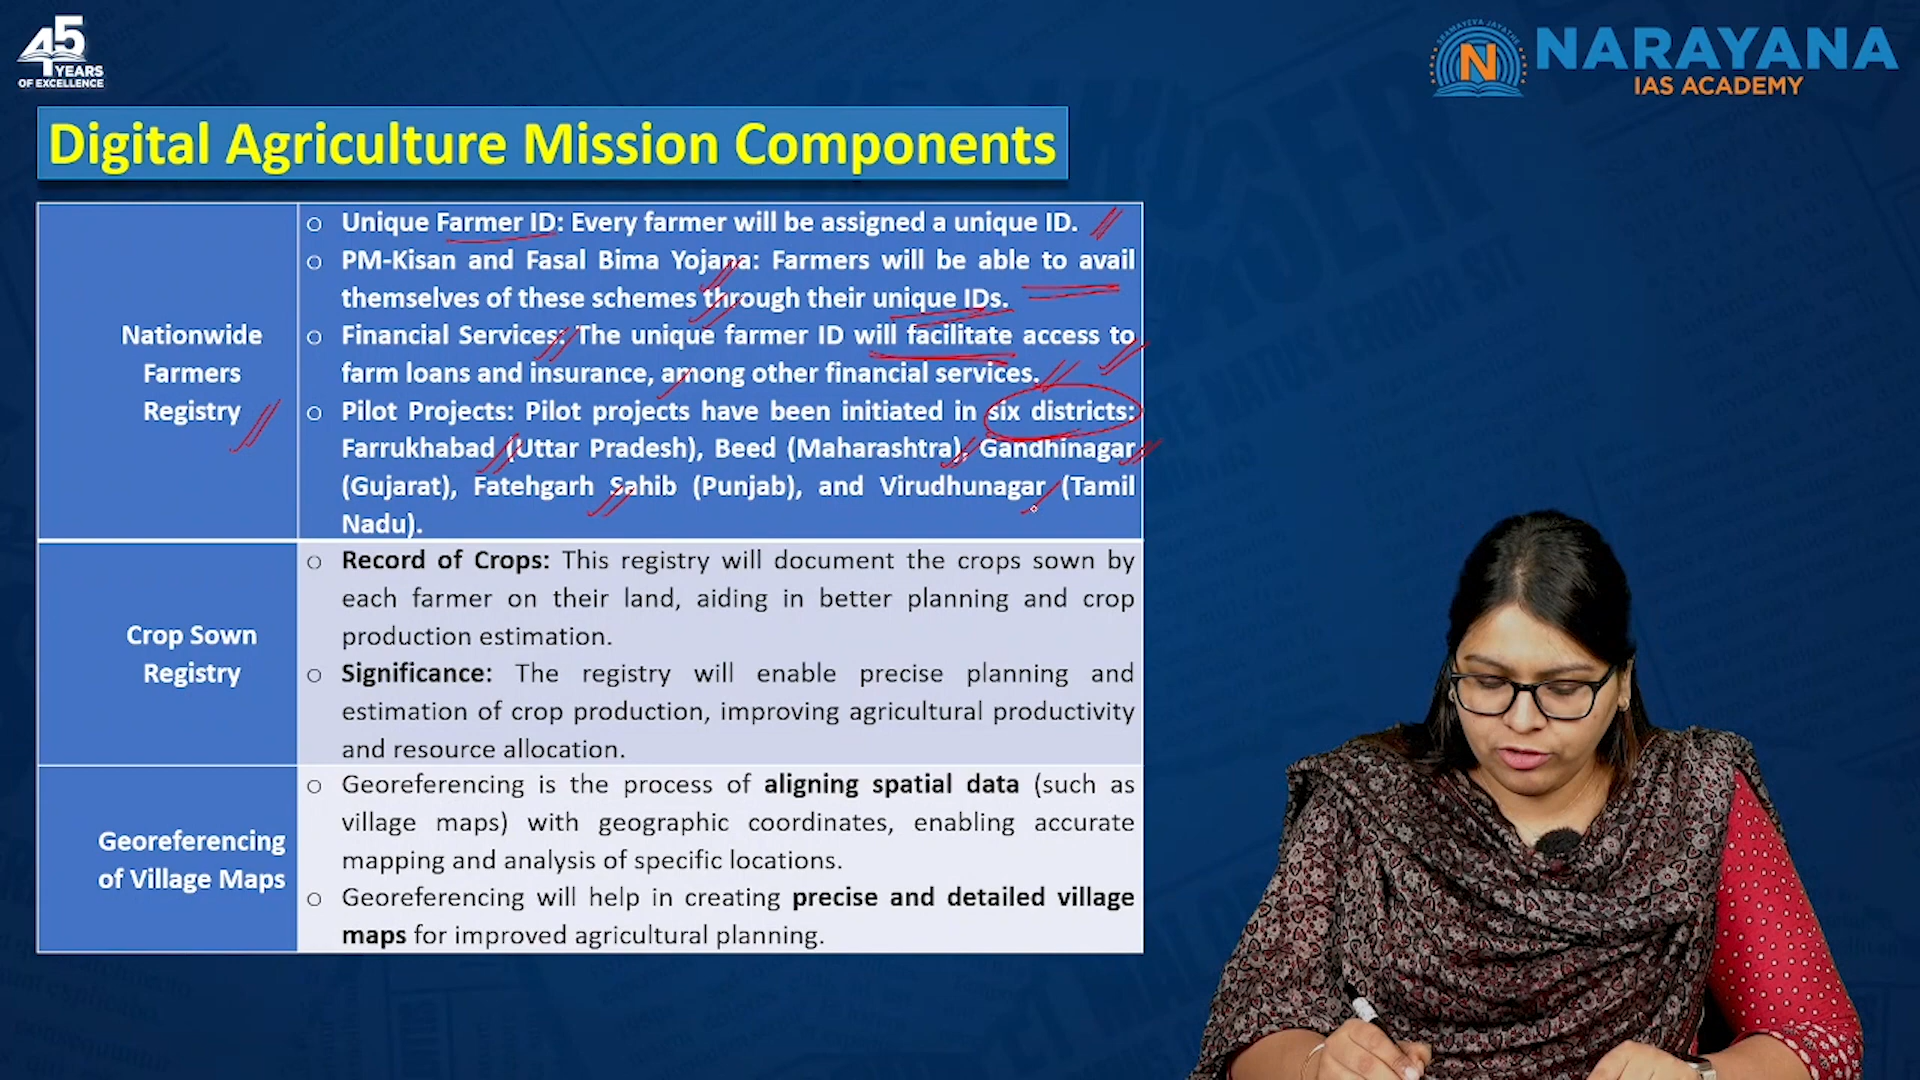 45
YEARS
OF EXCELLENCE
NARAYANA
IAS ACADEMY
Digital Agriculture Mission Components
Nationwide
Farmers
Registry
o Unique Farmer ID: Every farmer will be assigned a unique ID.
o PM-Kisan and Fasal Bima Yojana: Farmers will be able to avail
themselves of these schemes through their unique IDs.
o Financial Services: The unique farmer ID will facilitate access to
farm loans and insurance, among other financial services.
o Pilot Projects: Pilot projects have been initiated in six districts:
Farrukhabad (Uttar Pradesh), Beed (Maharashtra), Gandhinagar
(Gujarat), Fatehgarh Sahib (Punjab), and Virudhunagar (Tamil
Nadu).
Crop Sown
Registry
o Record of Crops: This registry will document the crops sown by
each farmer on their land, aiding in better planning and crop
production estimation.
o Significance: The registry will enable precise planning and
estimation of crop production, improving agricultural productivity
and resource allocation.
Georeferencing
of Village Maps
o Georeferencing is the process of aligning spatial data (such as
village maps) with geographic coordinates, enabling accurate
mapping and analysis of specific locations.
o Georeferencing will help in creating precise and detailed village
maps for improved agricultural planning.